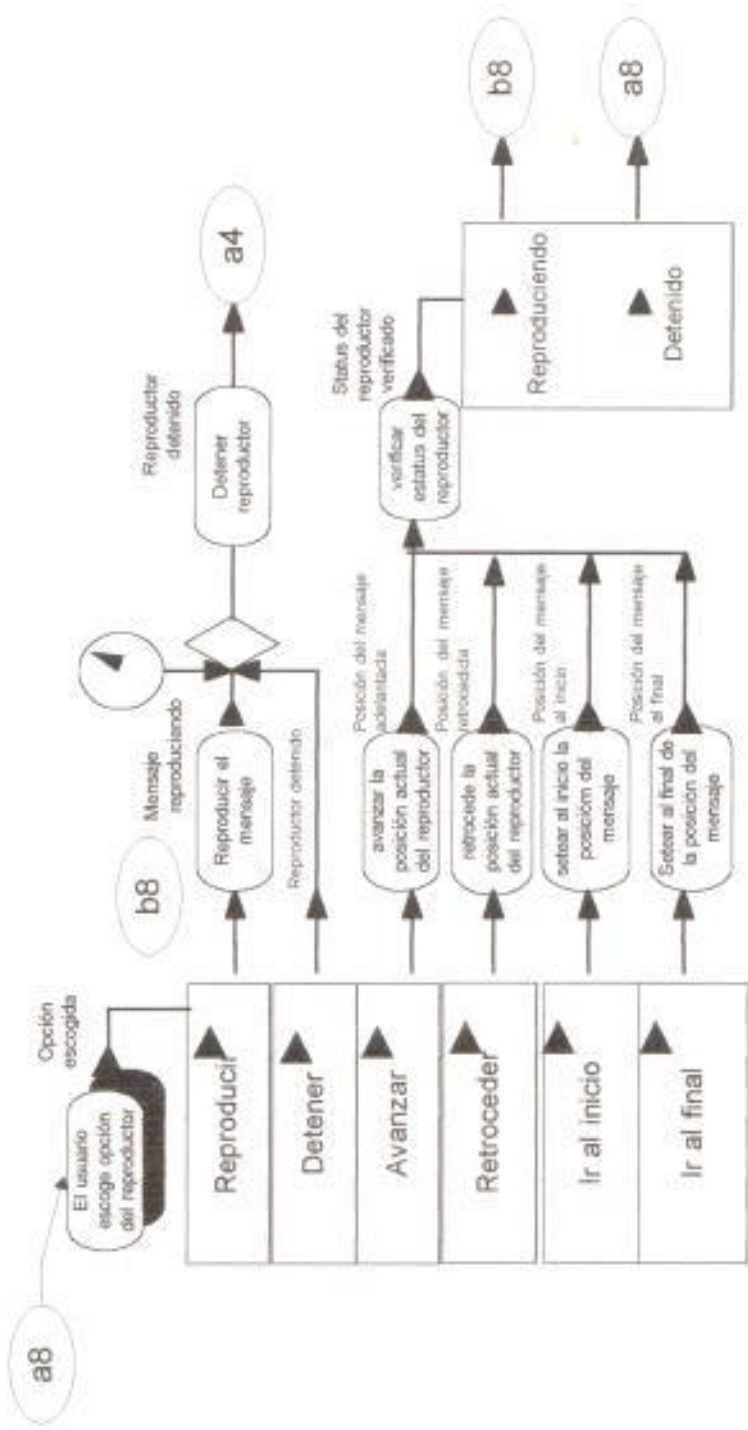 a8
El usuario
escoge opción
del reproductor
Opción
escogida
Reproducir
Detener
Avanzar
Retroceder
Ir al inicio
Ir al final
b8
Mensaje
reproduciendo
Reproducir el
mensaje
Reproductor detenido
Reproductor
detenido
Detener
reproductor
a4
avanzar la
posición actual
del reproductor
Posición del mensaje
adelantada
retrocede la
posición actual
del reproductor
Posición del mensaje
retrocedida
setear al inicio la
posición del
mensaje
Posición del mensaje
al inicio
Setear al final de
la posición del
mensaje
Posición del mensaje
al final
verificar
estatus del
reproductor
Status del
reproductor
verificado
Reproduciendo
Detenido
b8
a8